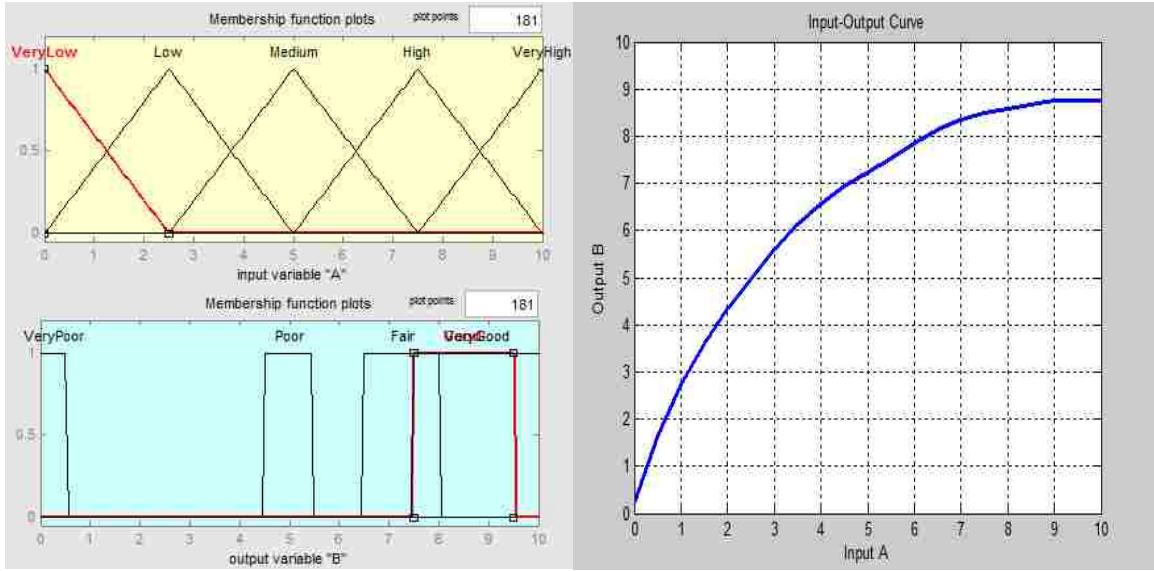 Membership function plots plot points 181
VeryLow Low Medium High VeryHigh
1
0.5
0
0 1 2 3 4 5 6 7 8 9 10
input variable "A"
Membership function plots plot points 181
VeryPoor Poor Fair VeryGood
1
0.5
0
0 1 2 3 4 5 6 7 8 9 10
output variable "B"
Input-Output Curve
10
9
8
7
6
5
4
3
2
1
0
Output B
0 1 2 3 4 5 6 7 8 9 10
Input A